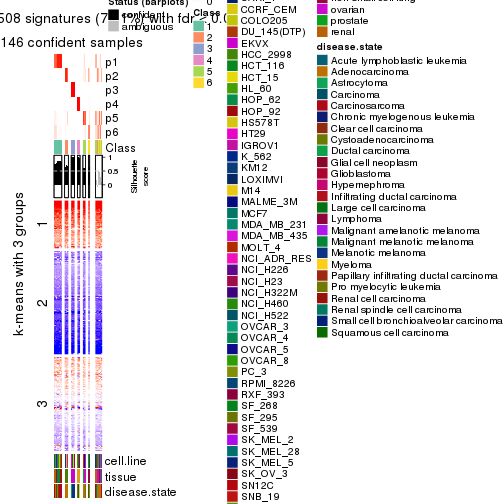 508 signatures (7 1%) with fdr < 0.0
146 confident samples
p1
p2
p3
p4
p5
p6
Class
1
0.5
0
Silhouette
score
k-means with 3 groups
1
2
3
cell.line
tissue
disease.state
Status (barplots)
confident
ambiguous
Class
1
2
3
4
5
6
0
CCRF_CEM
COLO205
DU_145(DTP)
EKVX
HCC_2998
HCT_116
HCT_15
HL_60
HOP_62
HOP_92
HS578T
HT29
IGROV1
K_562
KM12
LOXIMVI
M14
MALME_3M
MCF7
MDA_MB_231
MDA_MB_435
MOLT_4
NCI_ADR_RES
NCI_H226
NCI_H23
NCI_H322M
NCI_H460
NCI_H522
OVCAR_3
OVCAR_4
OVCAR_5
OVCAR_8
PC_3
RPMI_8226
RXF_393
SF_268
SF_295
SF_539
SK_MEL_2
SK_MEL_28
SK_MEL_5
SK_OV_3
SN12C
SNB_19
ovarian
prostate
renal
disease.state
Acute lymphoblastic leukemia
Adenocarcinoma
Astrocytoma
Carcinoma
Carcinosarcoma
Chronic myelogenous leukemia
Clear cell carcinoma
Cystoadenocarcinoma
Ductal carcinoma
Glial cell neoplasm
Glioblastoma
Hypernephroma
Infiltrating ductal carcinoma
Large cell carcinoma
Lymphoma
Malignant amelanotic melanoma
Malignant melanotic melanoma
Melanotic melanoma
Myeloma
Papillary infiltrating ductal carcinoma
Pro myelocytic leukemia
Renal cell carcinoma
Renal spindle cell carcinoma
Small cell bronchioalveolar carcinoma
Squamous cell carcinoma